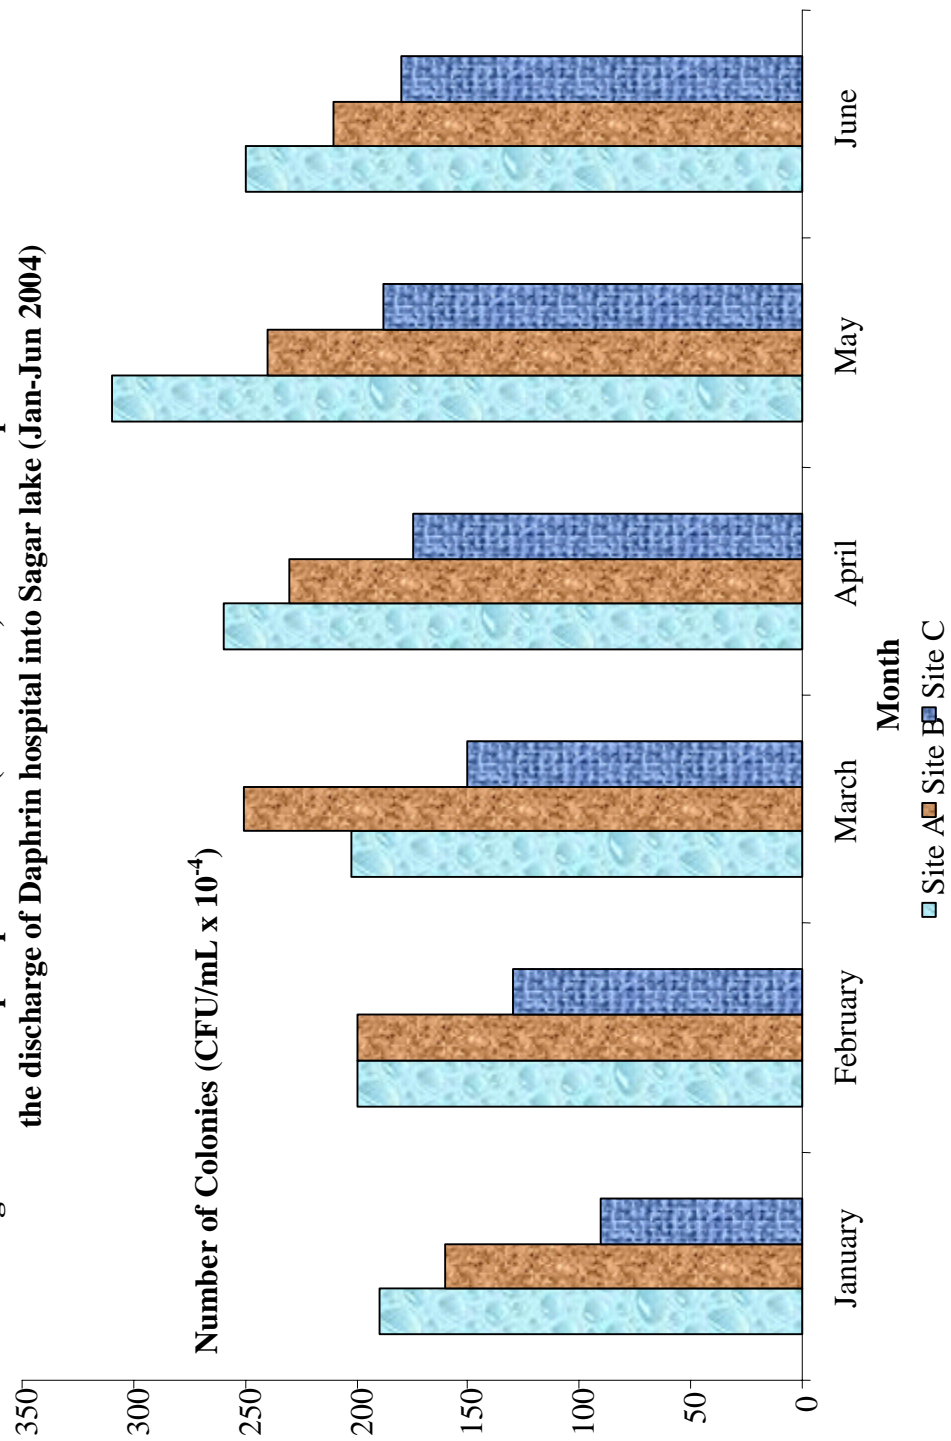 the discharge of Daphrin hospital into Sagar lake (Jan-Jun 2004)
Number of Colonies (CFU/mL x 10⁻⁴)
350
300
250
200
150
100
50
0
January
February
March
April
May
June
Month
Site A Site B Site C